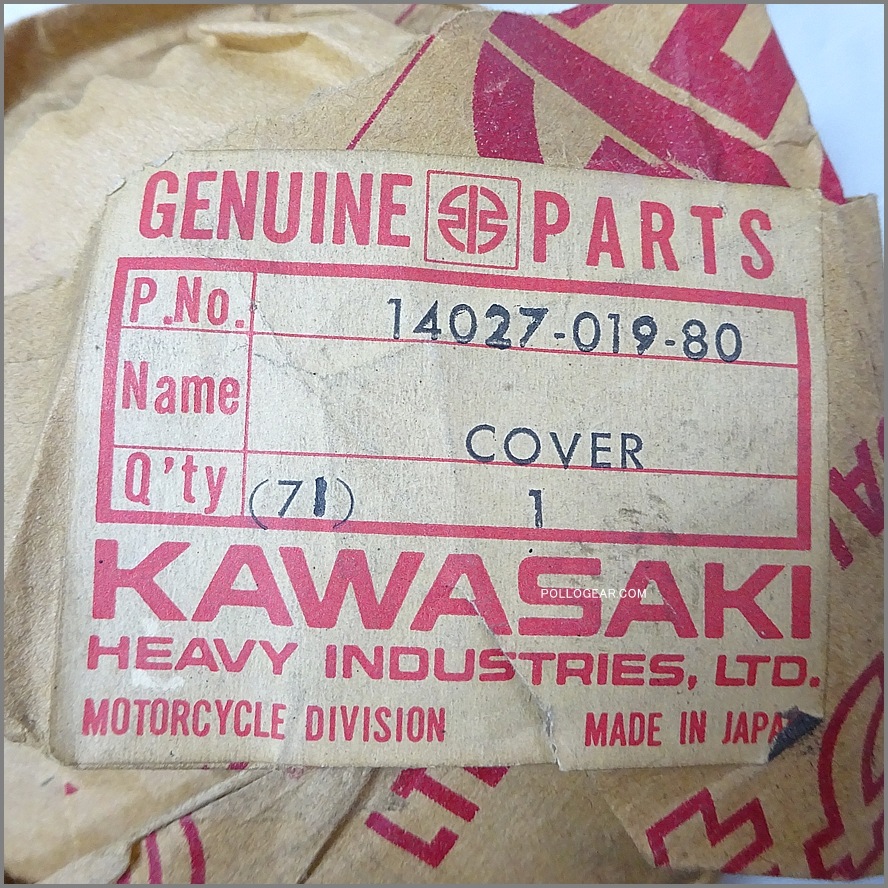 GENUINE PARTS
P.No. 14027-019-80
Name COVER
Q'ty (71) 1
KAWASAKI
POLLOGEAR.COM
HEAVY INDUSTRIES, LTD.
MOTORCYCLE DIVISION MADE IN JAPA
LTD